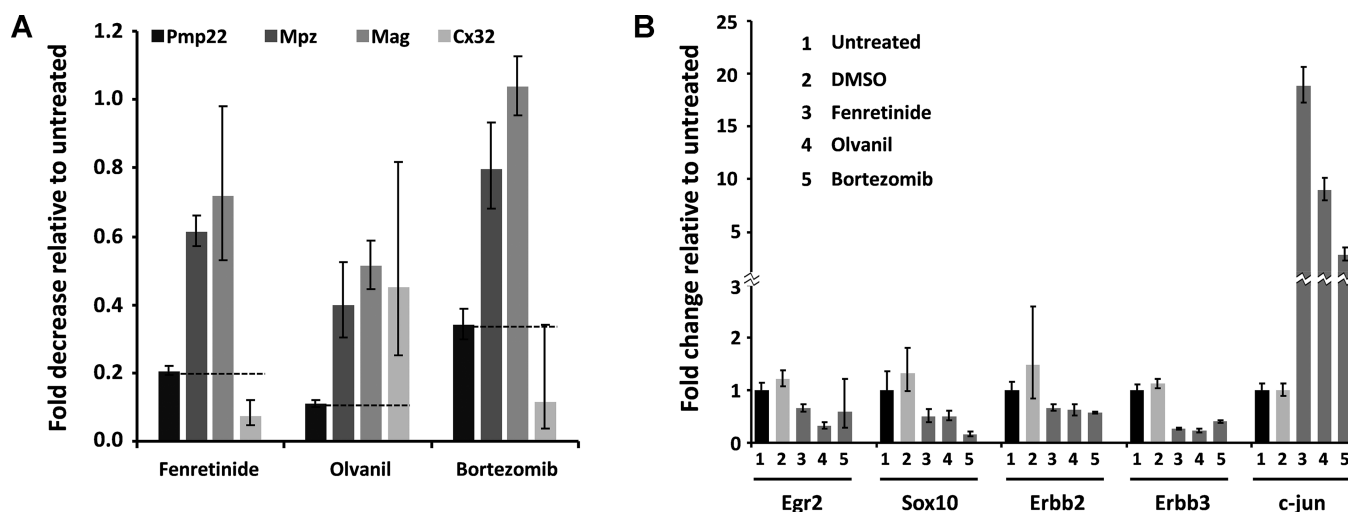 A
Fold decrease relative to untreated
1.2
1.0
0.8
0.6
0.4
0.2
0.0
Pmp22 Mpz Mag Cx32
Fenretinide Olvanil Bortezomib
B
Fold change relative to untreated
25
20
15
10
5
3
2
1
0
1 Untreated
2 DMSO
3 Fenretinide
4 Olvanil
5 Bortezomib
1 2 3 4 5 1 2 3 4 5 1 2 3 4 5 1 2 3 4 5 1 2 3 4 5
Egr2 Sox10 Erbb2 Erbb3 c-jun